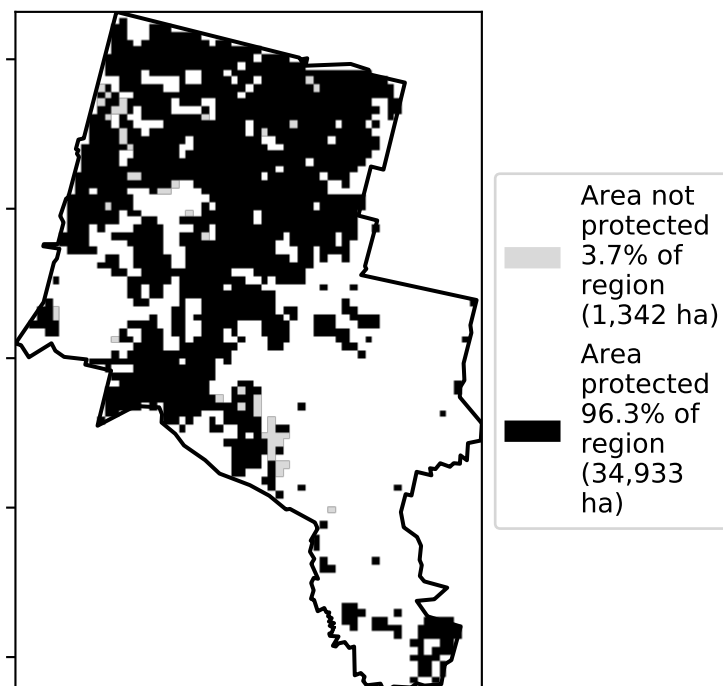 Area not
protected
3.7% of
region
(1,342 ha)
Area
protected
96.3% of
region
(34,933
ha)